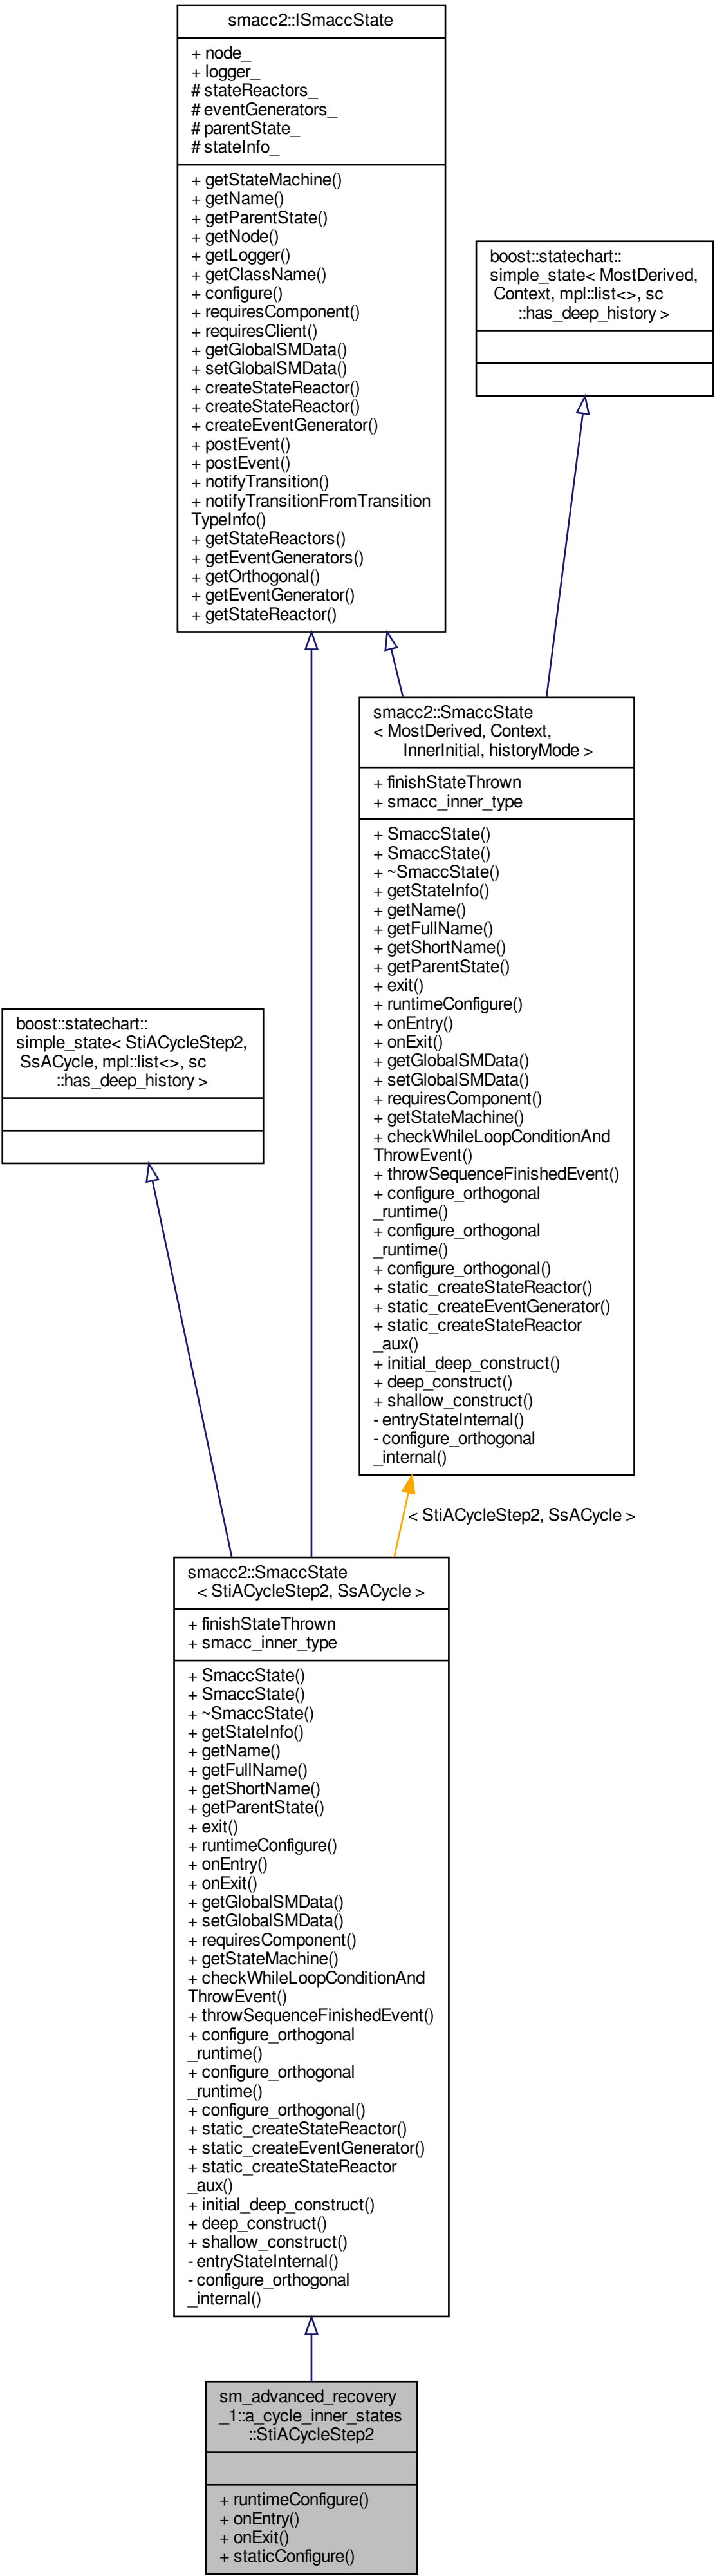 smacc2::ISmaccState
+ node_
+ logger_
# stateReactors_
# eventGenerators_
# parentState_
# stateInfo_
+ getStateMachine()
+ getName()
+ getParentState()
+ getNode()
+ getLogger()
+ getClassName()
+ configure()
+ requiresComponent()
+ requiresClient()
+ getGlobalSMData()
+ setGlobalSMData()
+ createStateReactor()
+ createStateReactor()
+ createEventGenerator()
+ postEvent()
+ postEvent()
+ notifyTransition()
+ notifyTransitionFromTransition
TypeInfo()
+ getStateReactors()
+ getEventGenerators()
+ getOrthogonal()
+ getEventGenerator()
+ getStateReactor()
boost::statechart::
simple_state< MostDerived,
Context, mpl::list<>, sc
::has_deep_history >
smacc2::SmaccState
< MostDerived, Context,
InnerInitial, historyMode >
+ finishStateThrown
+ smacc_inner_type
+ SmaccState()
+ SmaccState()
+ ~SmaccState()
+ getStateInfo()
+ getName()
+ getFullName()
+ getShortName()
+ getParentState()
+ exit()
+ runtimeConfigure()
+ onEntry()
+ onExit()
+ getGlobalSMData()
+ setGlobalSMData()
+ requiresComponent()
+ getStateMachine()
+ checkWhileLoopConditionAnd
ThrowEvent()
+ throwSequenceFinishedEvent()
+ configure_orthogonal
_runtime()
+ configure_orthogonal
_runtime()
+ configure_orthogonal()
+ static_createStateReactor()
+ static_createEventGenerator()
+ static_createStateReactor
_aux()
+ initial_deep_construct()
+ deep_construct()
+ shallow_construct()
- entryStateInternal()
- configure_orthogonal
_internal()
boost::statechart::
simple_state< StiACycleStep2,
SsACycle, mpl::list<>, sc
::has_deep_history >
< StiACycleStep2, SsACycle >
smacc2::SmaccState
< StiACycleStep2, SsACycle >
+ finishStateThrown
+ smacc_inner_type
+ SmaccState()
+ SmaccState()
+ ~SmaccState()
+ getStateInfo()
+ getName()
+ getFullName()
+ getShortName()
+ getParentState()
+ exit()
+ runtimeConfigure()
+ onEntry()
+ onExit()
+ getGlobalSMData()
+ setGlobalSMData()
+ requiresComponent()
+ getStateMachine()
+ checkWhileLoopConditionAnd
ThrowEvent()
+ throwSequenceFinishedEvent()
+ configure_orthogonal
_runtime()
+ configure_orthogonal
_runtime()
+ configure_orthogonal()
+ static_createStateReactor()
+ static_createEventGenerator()
+ static_createStateReactor
_aux()
+ initial_deep_construct()
+ deep_construct()
+ shallow_construct()
- entryStateInternal()
- configure_orthogonal
_internal()
sm_advanced_recovery
_1::a_cycle_inner_states
::StiACycleStep2
+ runtimeConfigure()
+ onEntry()
+ onExit()
+ staticConfigure()